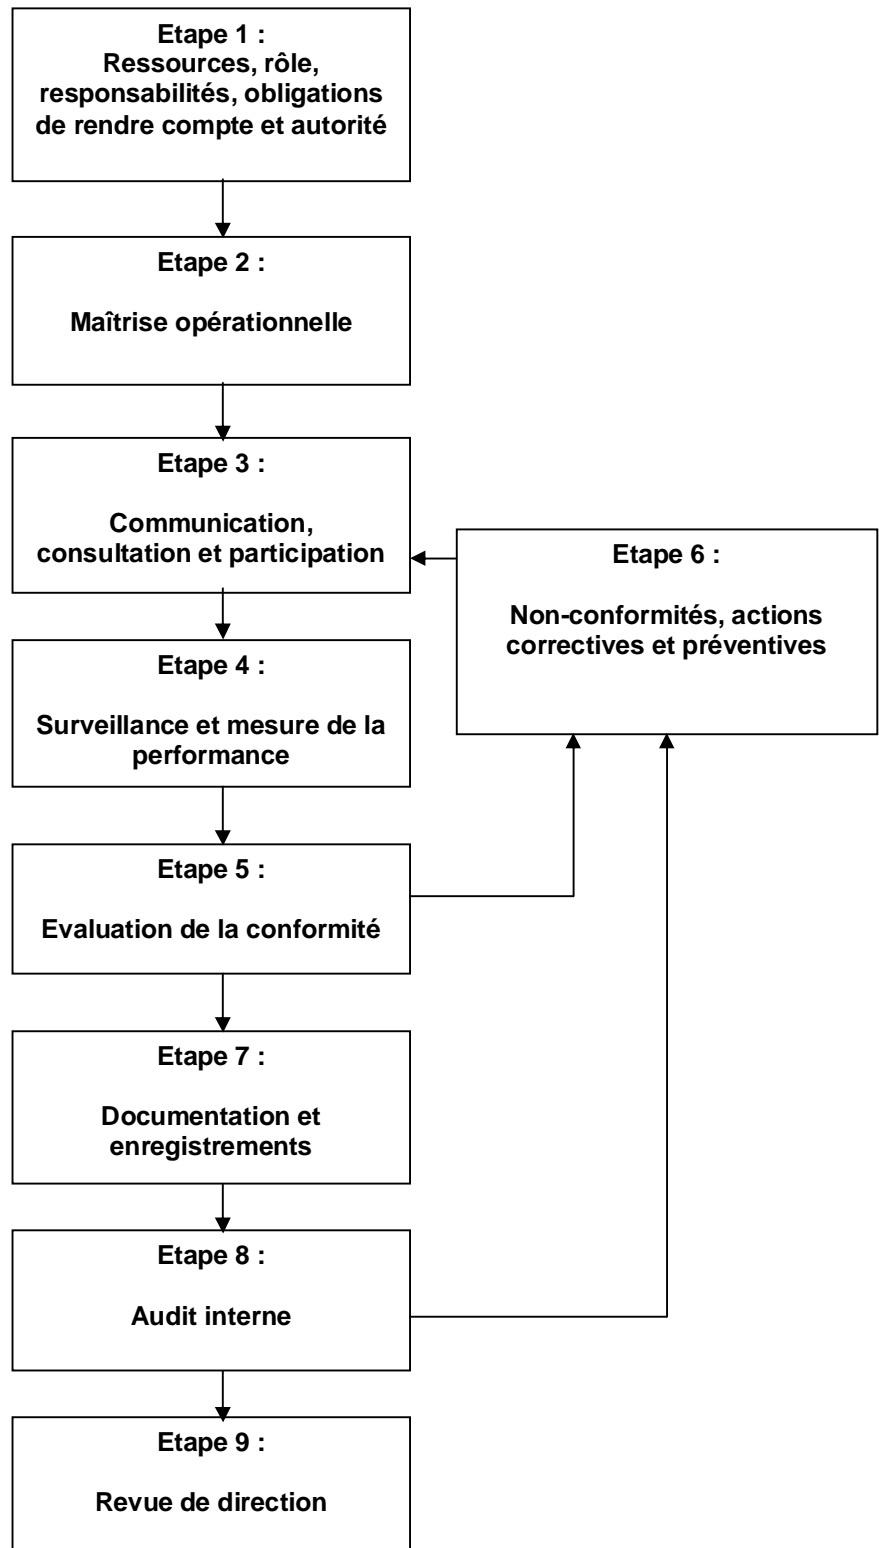 Etape 1 :
Ressources, rôle,
responsabilités, obligations
de rendre compte et autorité
Etape 2 :
Maîtrise opérationnelle
Etape 3 :
Communication,
consultation et participation
Etape 6 :
Non-conformités, actions
correctives et préventives
Etape 4 :
Surveillance et mesure de la
performance
Etape 5 :
Evaluation de la conformité
Etape 7 :
Documentation et
enregistrements
Etape 8 :
Audit interne
Etape 9 :
Revue de direction